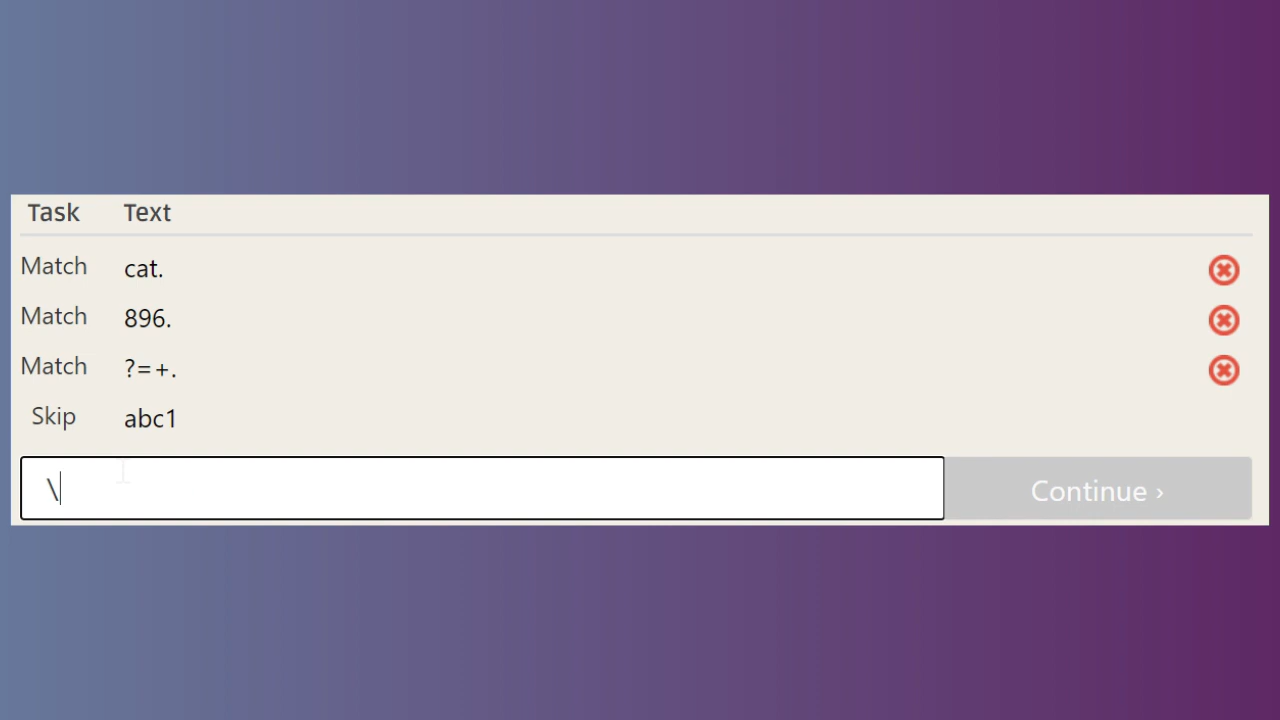 Task Text
Match cat.
Match 896.
Match ?=+.
Skip abc1
\
Continue ›